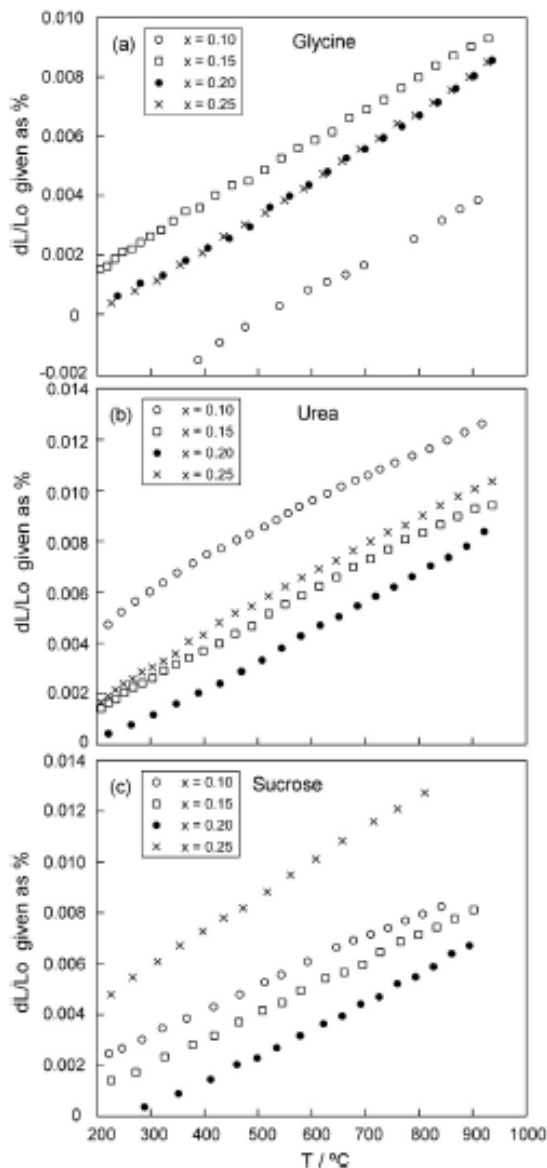 0.010
(a)
x = 0.10
x = 0.15
x = 0.20
x = 0.25
Glycine
0.008
0.006
0.004
0.002
0
-0.002
dL/Lo given as %
0.014
(b)
x = 0.10
x = 0.15
x = 0.20
x = 0.25
Urea
0.012
0.010
0.008
0.006
0.004
0.002
0
dL/Lo given as %
0.014
(c)
x = 0.10
x = 0.15
x = 0.20
x = 0.25
Sucrose
0.012
0.010
0.008
0.006
0.004
0.002
0
dL/Lo given as %
200 300 400 500 600 700 800 900 1000
T / ºC